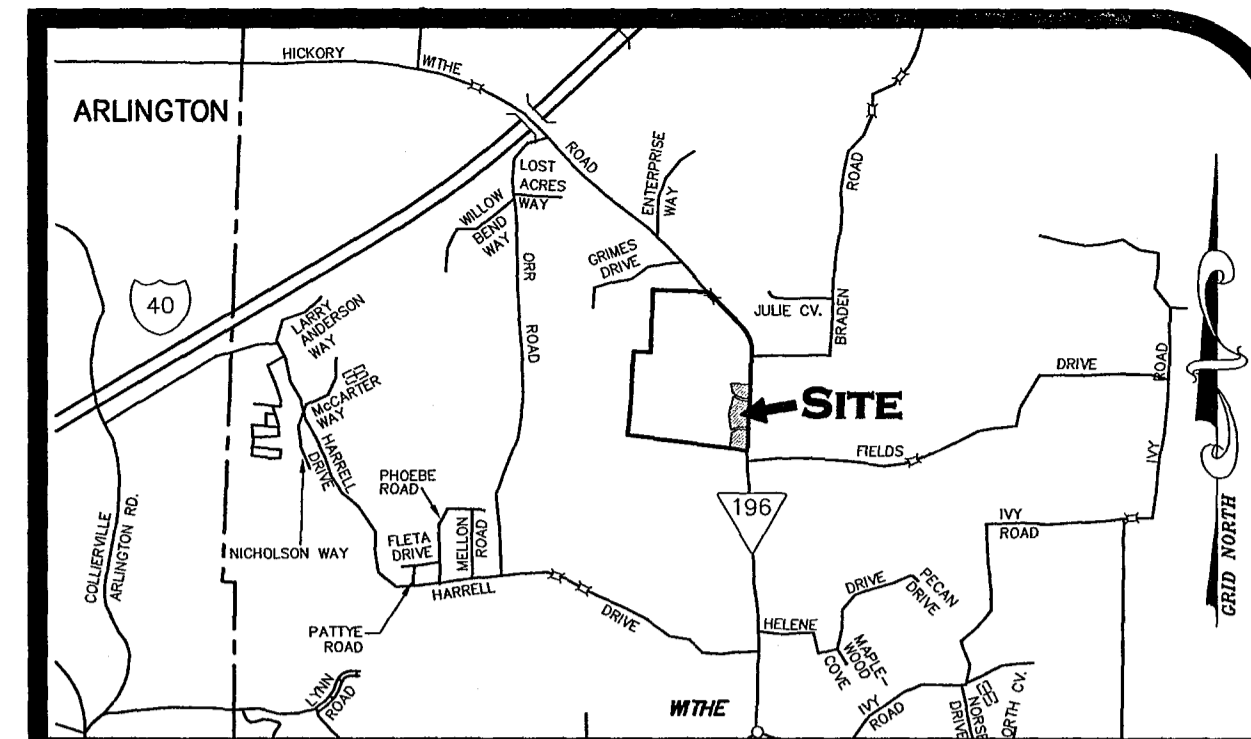 HICKORY
WITHE
ROAD
ARLINGTON
LOST
ACRES
WAY
WILLOW
BEND
WAY
ENTERPRISE
WAY
ROAD
GRIMES
DRIVE
ORR
ROAD
40
LARRY
ANDERSON
WAY
JULIE CV.
BRADEN
McCARTER
WAY
SITE
DRIVE
ROAD
HARRELL
DRIVE
FIELDS
IVY
PHOEBE
ROAD
196
FLETA
DRIVE
MELLON
ROAD
IVY
ROAD
NICHOLSON WAY
COLLIERVILLE
ARLINGTON RD.
HARRELL
DRIVE
DRIVE
PECAN
DRIVE
GRID NORTH
PATTYE
ROAD
HELENE
COVE
MAPLE-
WOOD
LYNN
ROAD
WITHE
IVY
ROAD
NORSE
DRIVE
ORTH CV.